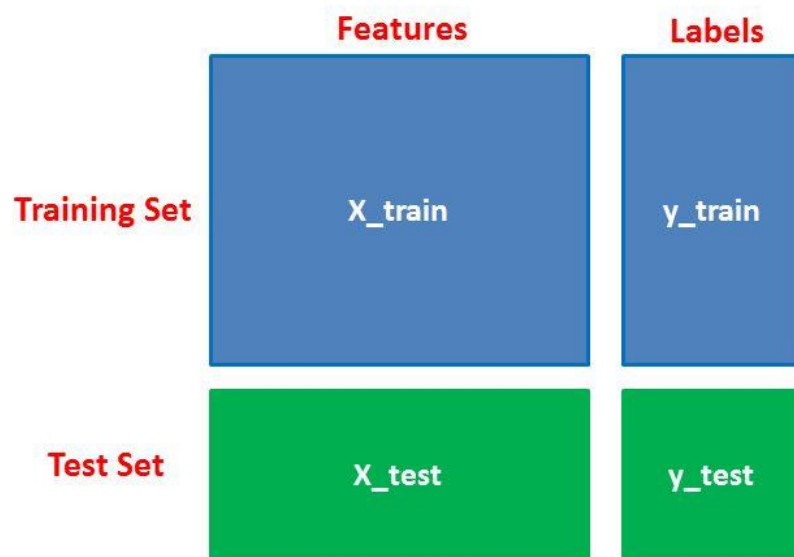 Features
Labels
Training Set
X_train
y_train
Test Set
X_test
y_test